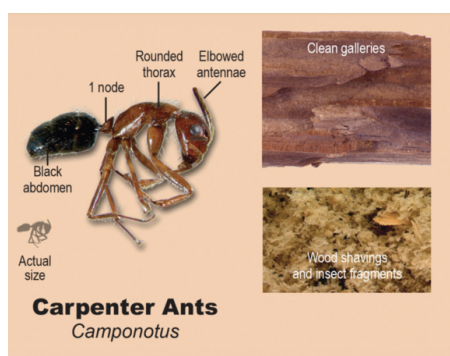 Rounded
thorax
Elbowed
antennae
1 node
Black
abdomen
Actual
size
Carpenter Ants
Camponotus
Clean galleries
Wood shavings
and insect fragments